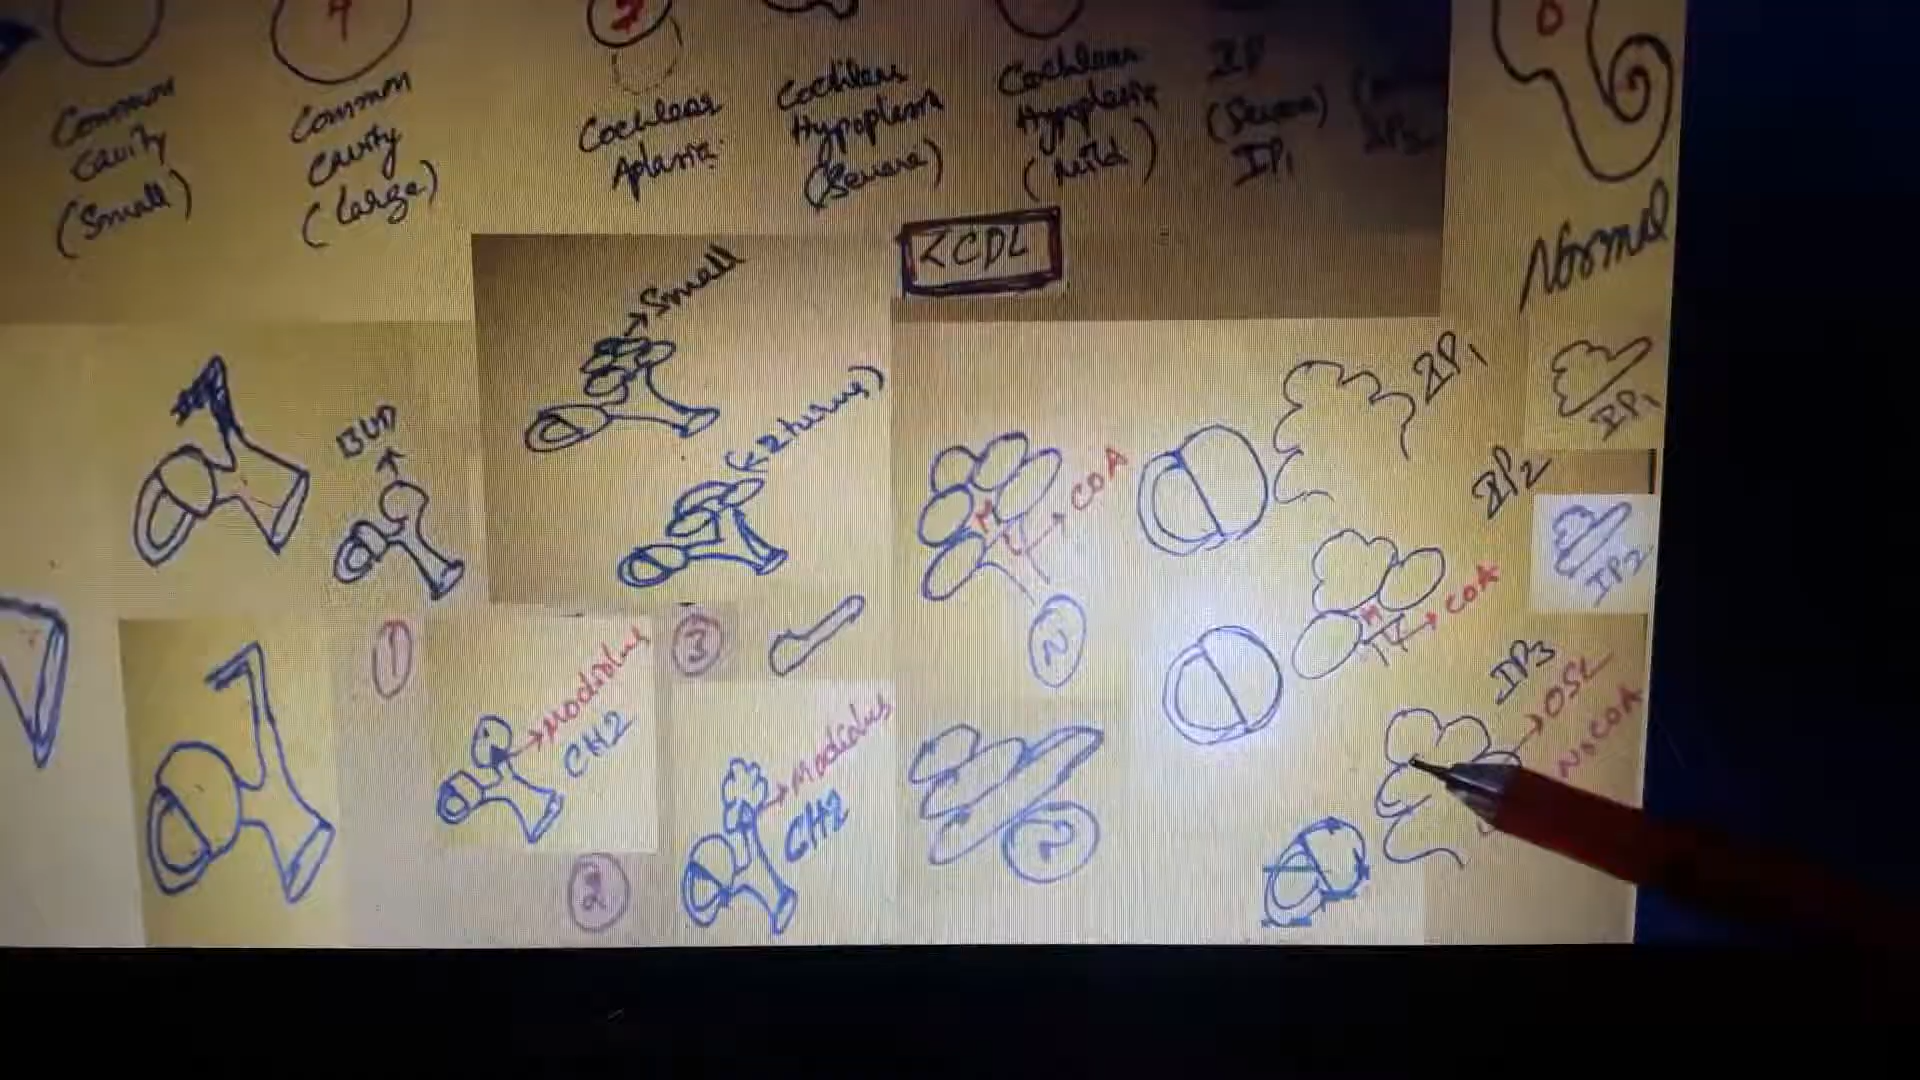 4
Common
Cavity
(Small)
Common
Cavity
(Large)
Cochlear
Aplasia
Cochlear
Hypoplasia
(Severe)
Cochlear
Hypoplasia
(Mild)
IP
(Severe)
IP1
Normal
<CDL
Small
(<2 turns)
BUD
1
Modiolus
CH2
2
3
Modiolus
CH2
M
COA
N
N
IP1
IP2
M
COA
IP3
OSL
No COA
IP1
IP2